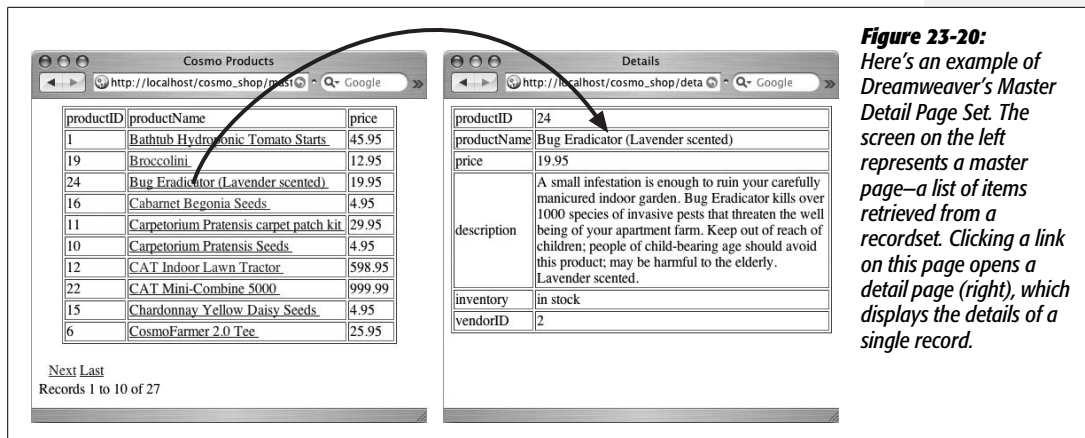 Cosmo Products
http://localhost/cosmo_shop/mast
Google
productID productName price
1 Bathtub Hydroponic Tomato Starts 45.95
19 Broccolini 12.95
24 Bug Eradicator (Lavender scented) 19.95
16 Cabarnet Begonia Seeds 4.95
11 Carpetorium Pratensis carpet patch kit 29.95
10 Carpetorium Pratensis Seeds 4.95
12 CAT Indoor Lawn Tractor 598.95
22 CAT Mini-Combine 5000 999.99
15 Chardonnay Yellow Daisy Seeds 4.95
6 CosmoFarmer 2.0 Tee 25.95
Next Last
Records 1 to 10 of 27
Details
http://localhost/cosmo_shop/deta
Google
productID 24
productName Bug Eradicator (Lavender scented)
price 19.95
description
A small infestation is enough to ruin your carefully
manicured indoor garden. Bug Eradicator kills over
1000 species of invasive pests that threaten the well
being of your apartment farm. Keep out of reach of
children; people of child-bearing age should avoid
this product; may be harmful to the elderly.
Lavender scented.
inventory in stock
vendorID 2
Figure 23-20:
Here's an example of
Dreamweaver's Master
Detail Page Set. The
screen on the left
represents a master
page—a list of items
retrieved from a
recordset. Clicking a link
on this page opens a
detail page (right), which
displays the details of a
single record.